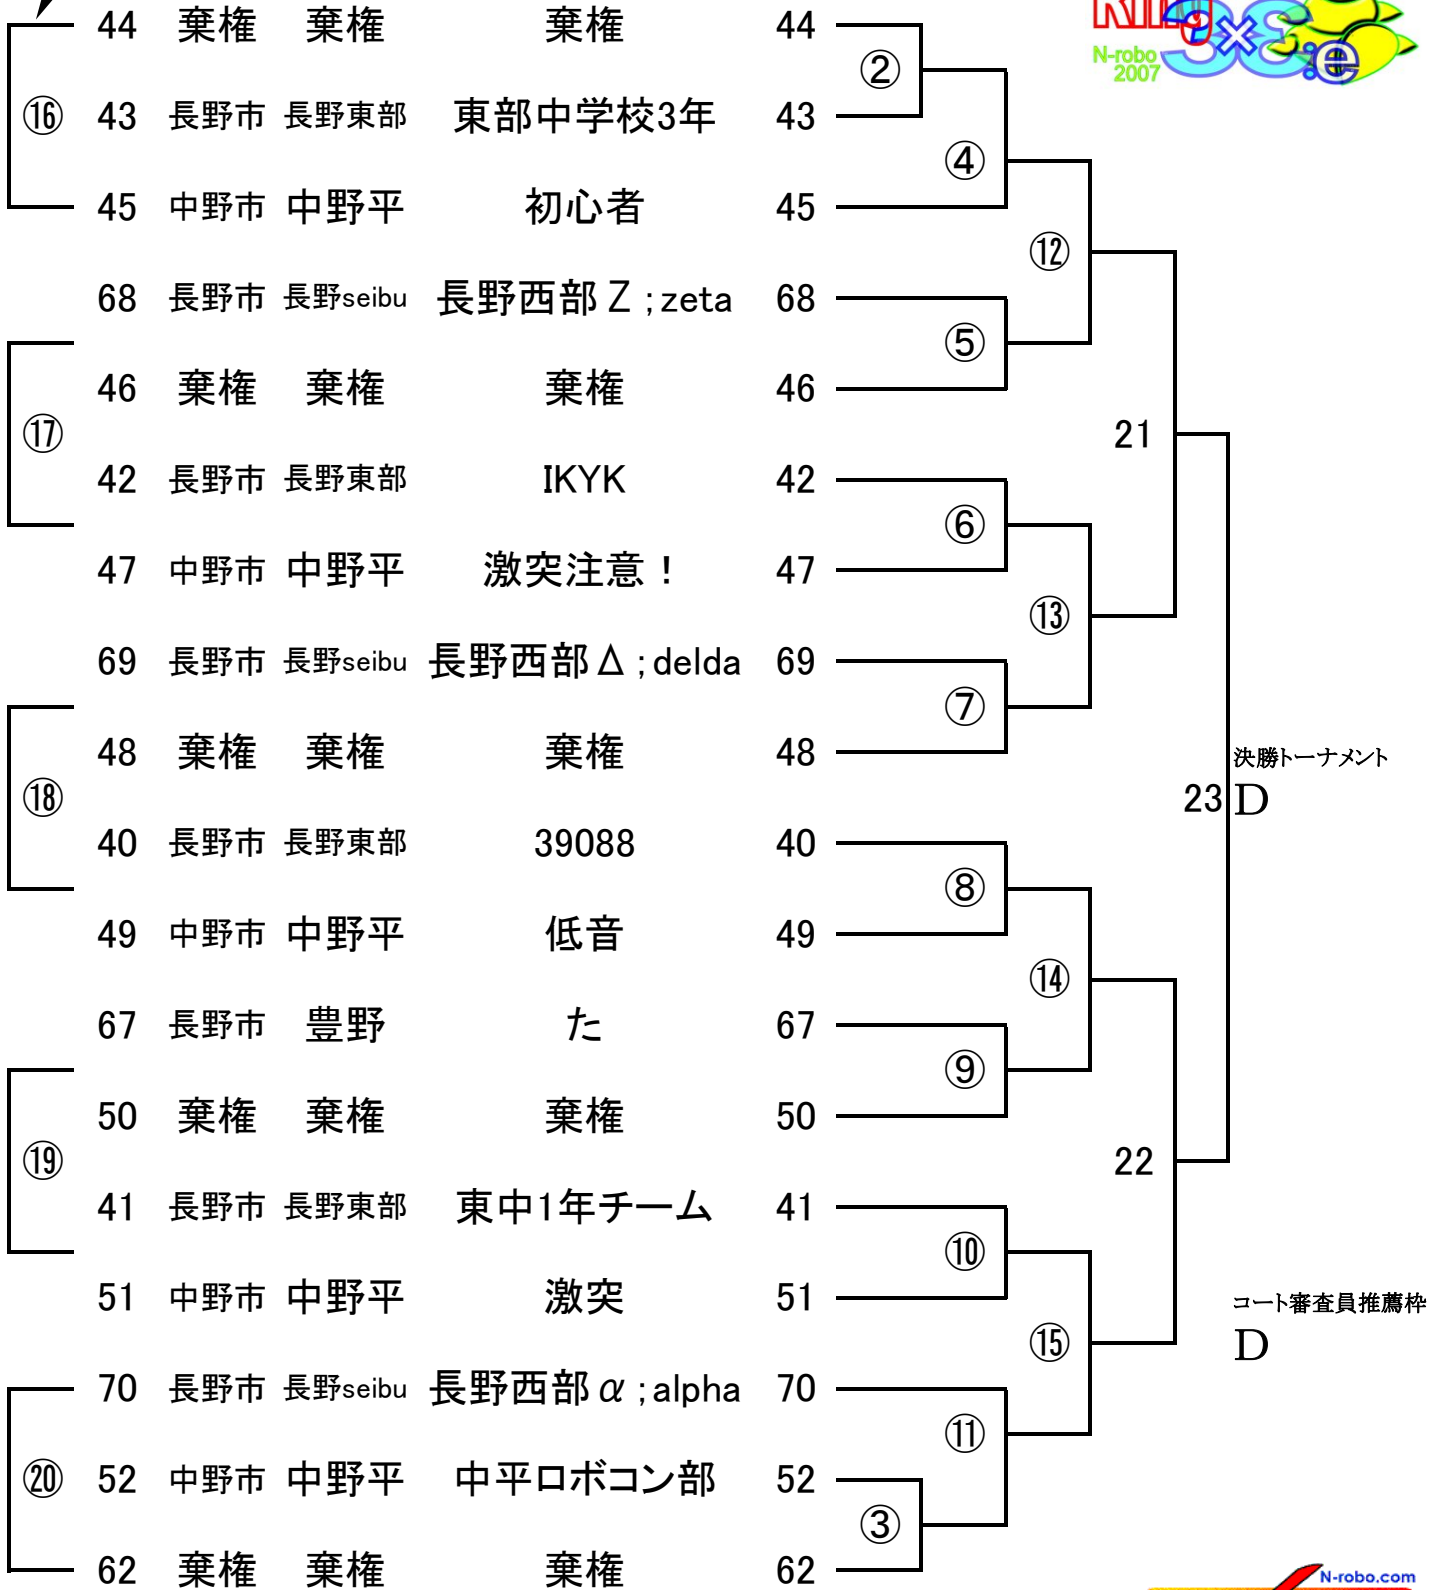 King
3×3:e
N-robo
2007
44 棄権 棄権 棄権 44
②
⑯ 43 長野市 長野東部 東部中学校3年 43
④
45 中野市 中野平 初心者 45
⑫
68 長野市 長野seibu 長野西部Ζ;zeta 68
⑤
46 棄権 棄権 棄権 46
⑰ 21
42 長野市 長野東部 IKYK 42
⑥
47 中野市 中野平 激突注意！ 47
⑬
69 長野市 長野seibu 長野西部Δ;delda 69
⑦
48 棄権 棄権 棄権 48
決勝トーナメント
⑱ 23 D
40 長野市 長野東部 39088 40
⑧
49 中野市 中野平 低音 49
⑭
67 長野市 豊野 た 67
⑨
50 棄権 棄権 棄権 50
⑲ 22
41 長野市 長野東部 東中1年チーム 41
⑩
51 中野市 中野平 激突 51
コート審査員推薦枠
⑮ D
70 長野市 長野seibu 長野西部α;alpha 70
⑪
⑳ 52 中野市 中野平 中平ロボコン部 52
③
62 棄権 棄権 棄権 62
N-robo.com